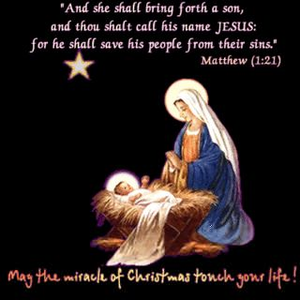 "And she shall bring forth a son,
and thou shalt call his name JESUS:
for he shall save his people from their sins."
Matthew (1:21)
May the miracle of Christmas touch your life!